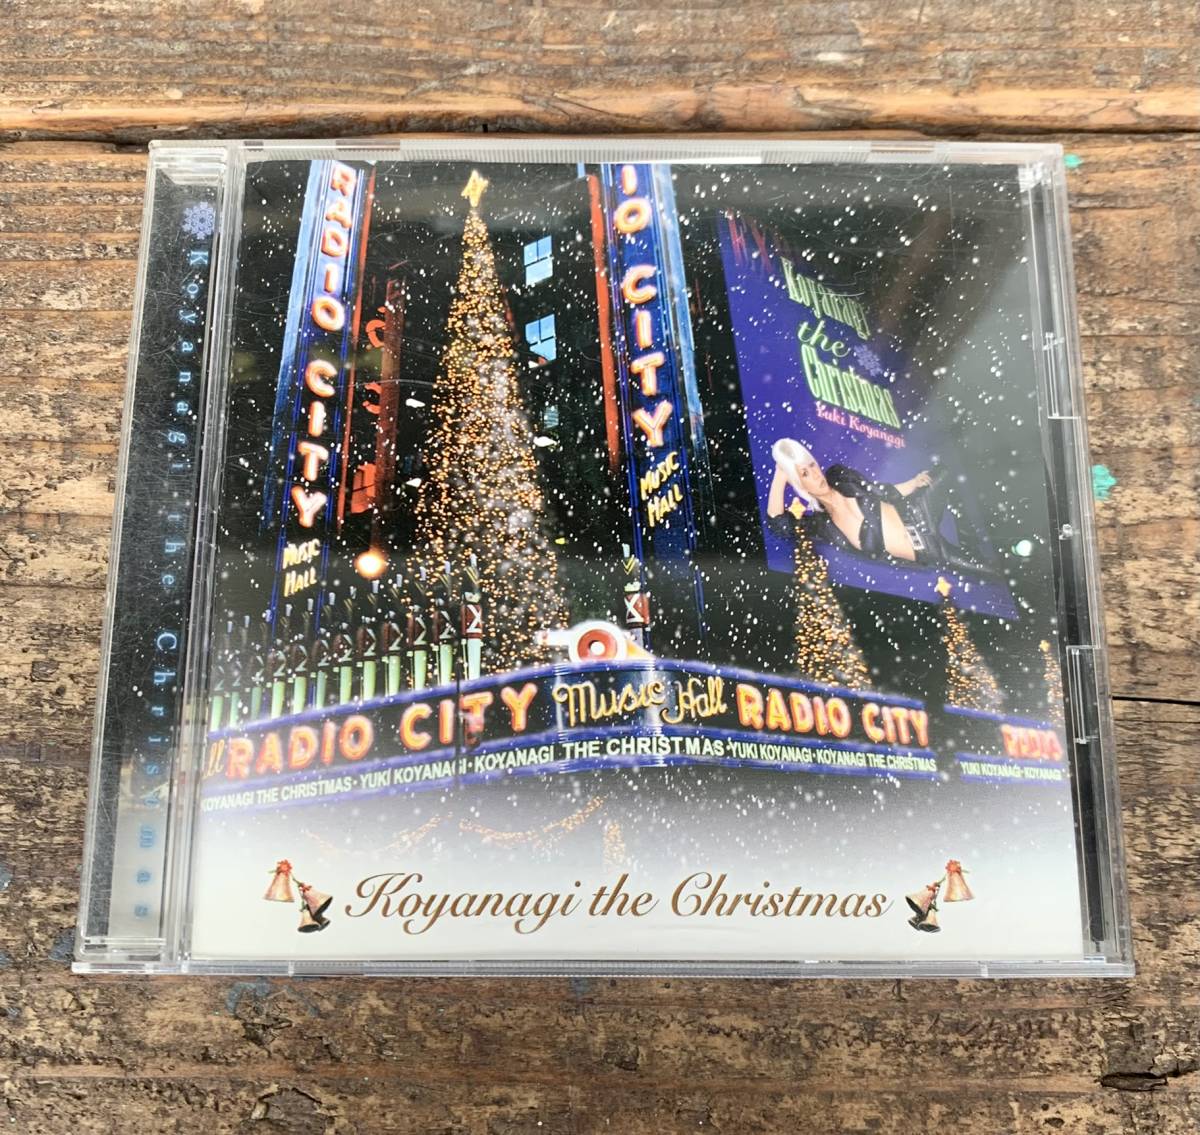 Koyanagi the Christmas
RADIO CITY
MUSIC
HALL
IO CITY
MUSIC
HALL
Koyanagi
the
Christmas
Yuki Koyanagi
ll RADIO CITY Music Hall RADIO CITY RADIO
KOYANAGI THE CHRISTMAS・YUKI KOYANAGI・KOYANAGI THE CHRISTMAS・YUKI KOYANAGI・KOYANAGI THE CHRISTMAS YUKI KOYANAGI・KOYANAGI
Koyanagi the Christmas